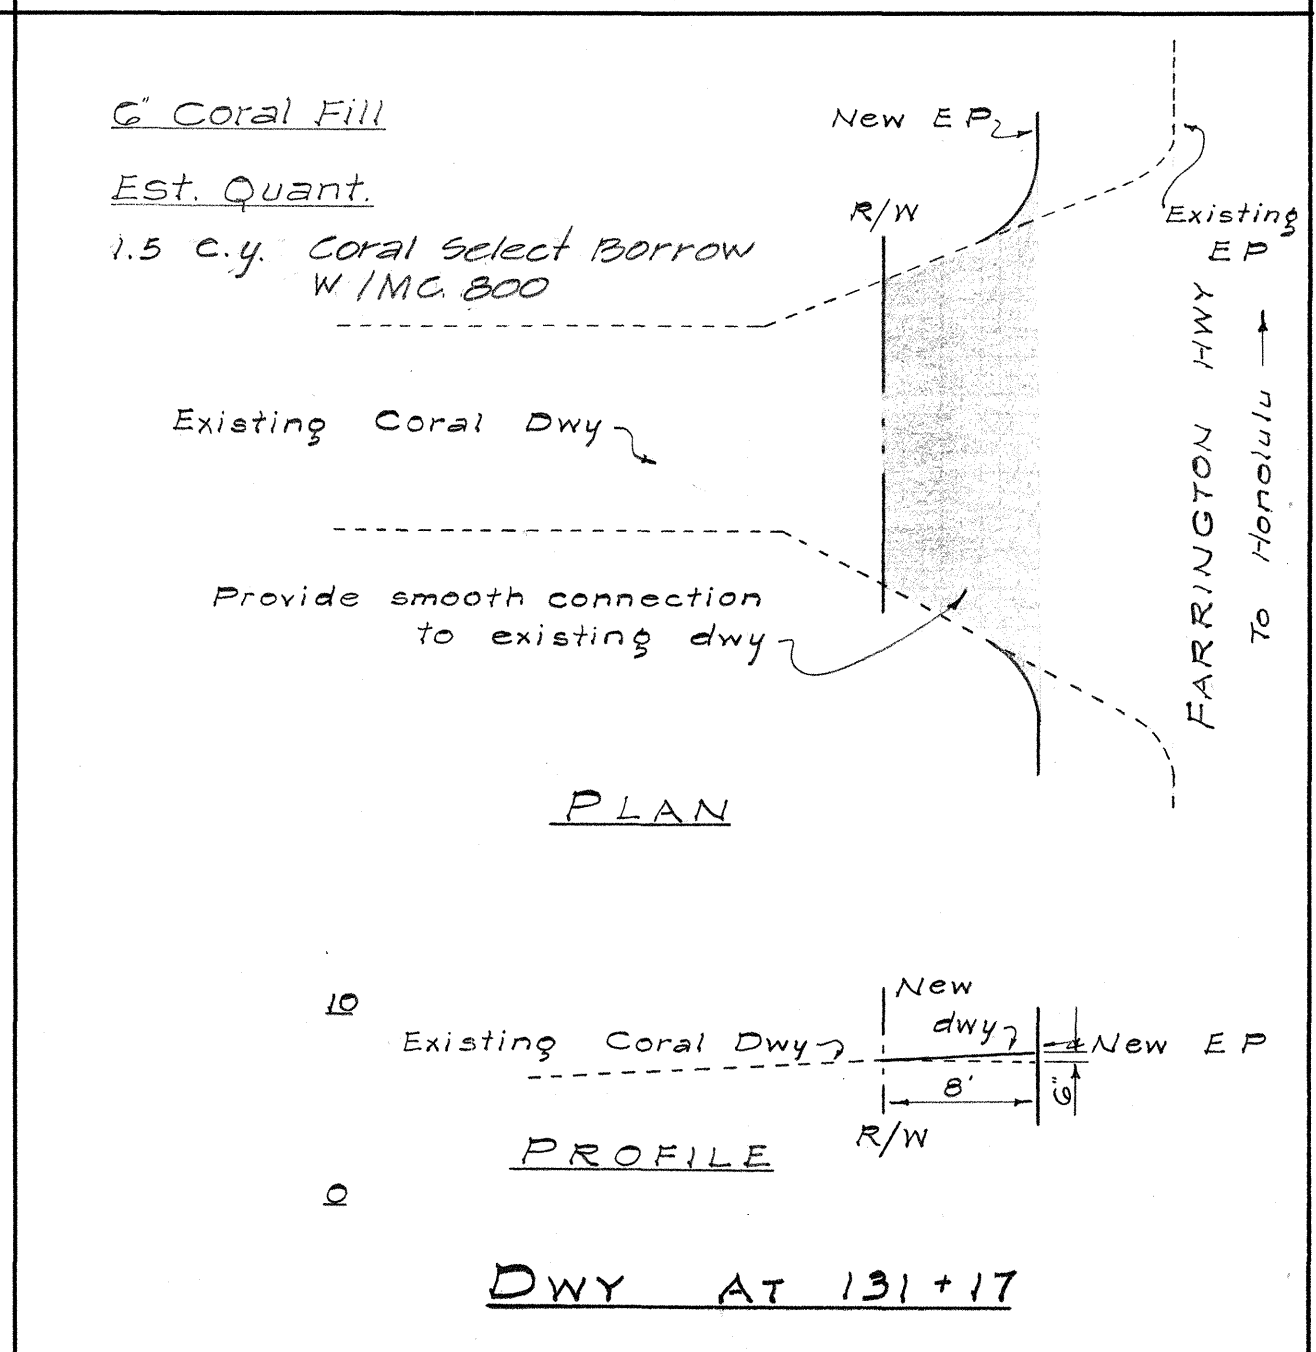 6" Coral Fill
Est. Quant.
1.5 c.y. Coral Select Borrow
W/MC. 800
New EP
R/W
Existing
EP
Existing Coral Dwy
Provide smooth connection
to existing dwy
FARRINGTON HWY
To Honolulu
PLAN
10
New
dwy
Existing Coral Dwy
New EP
8'
6"
R/W
PROFILE
0
DWY AT 131+17